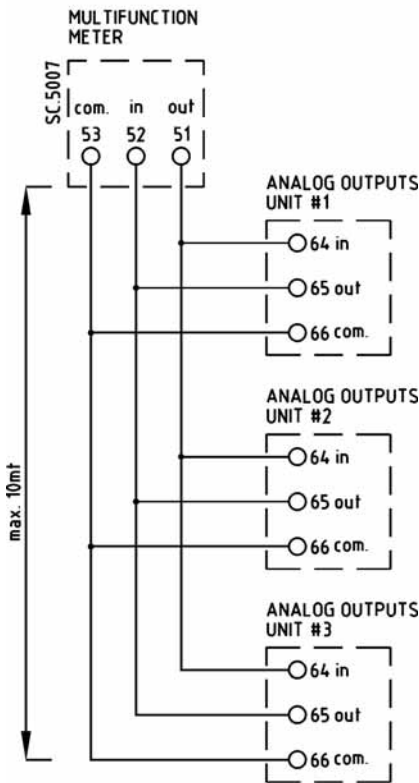 MULTIFUNCTION
METER
SC.5007
com. in out
53 52 51
ANALOG OUTPUTS
UNIT #1
64 in
65 out
66 com.
ANALOG OUTPUTS
UNIT #2
64 in
65 out
66 com.
max. 10mt
ANALOG OUTPUTS
UNIT #3
64 in
65 out
66 com.